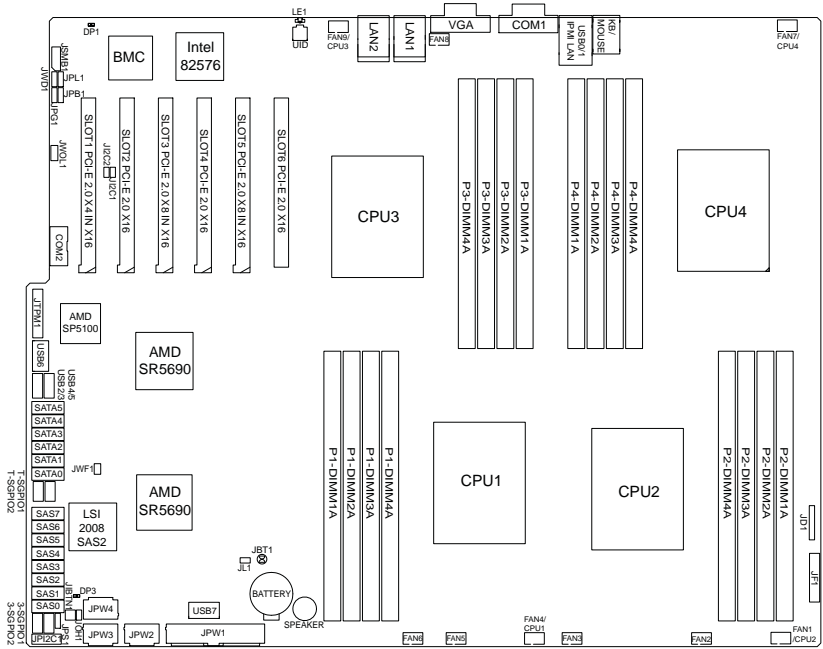 LE1
DP1
UID
FAN9/
CPU3
LAN2
LAN1
VGA
FAN8
COM1
USB0/1
IPMI LAN
KB/
MOUSE
FAN7/
CPU4
BMC
Intel
82576
JSMB1
JWD1
JPL1
JPB1
JPG1
JWOL1
COM2
SLOT1 PCI-E 2.0 X4 IN X16
JI2C2
JI2C1
SLOT2 PCI-E 2.0 X16
SLOT3 PCI-E 2.0 X8 IN X16
SLOT4 PCI-E 2.0 X16
SLOT5 PCI-E 2.0 X8 IN X16
SLOT6 PCI-E 2.0 X16
CPU3
P3-DIMM4A
P3-DIMM3A
P3-DIMM2A
P3-DIMM1A
P4-DIMM1A
P4-DIMM2A
P4-DIMM3A
P4-DIMM4A
CPU4
JTPM1
AMD
SP5100
USB6
USB2/3
USB4/5
AMD
SR5690
SATA5
SATA4
SATA3
SATA2
SATA1
SATA0
JWF1
T-SGPIO1
T-SGPIO2
AMD
SR5690
LSI
2008
SAS2
SAS7
SAS6
SAS5
SAS4
SAS3
SAS2
SAS1
SAS0
P1-DIMM1A
P1-DIMM2A
P1-DIMM3A
P1-DIMM4A
CPU1
CPU2
P2-DIMM4A
P2-DIMM3A
P2-DIMM2A
P2-DIMM1A
JD1
JF1
JBT1
JL1
BATTERY
SPEAKER
DP3
JIBTN1
JPW4
USB7
3-SGPIO1
3-SGPIO2
JPI2C1
JPS1
JOH1
JPW3
JPW2
JPW1
FAN6
FAN5
FAN4/
CPU1
FAN3
FAN2
FAN1
/CPU2